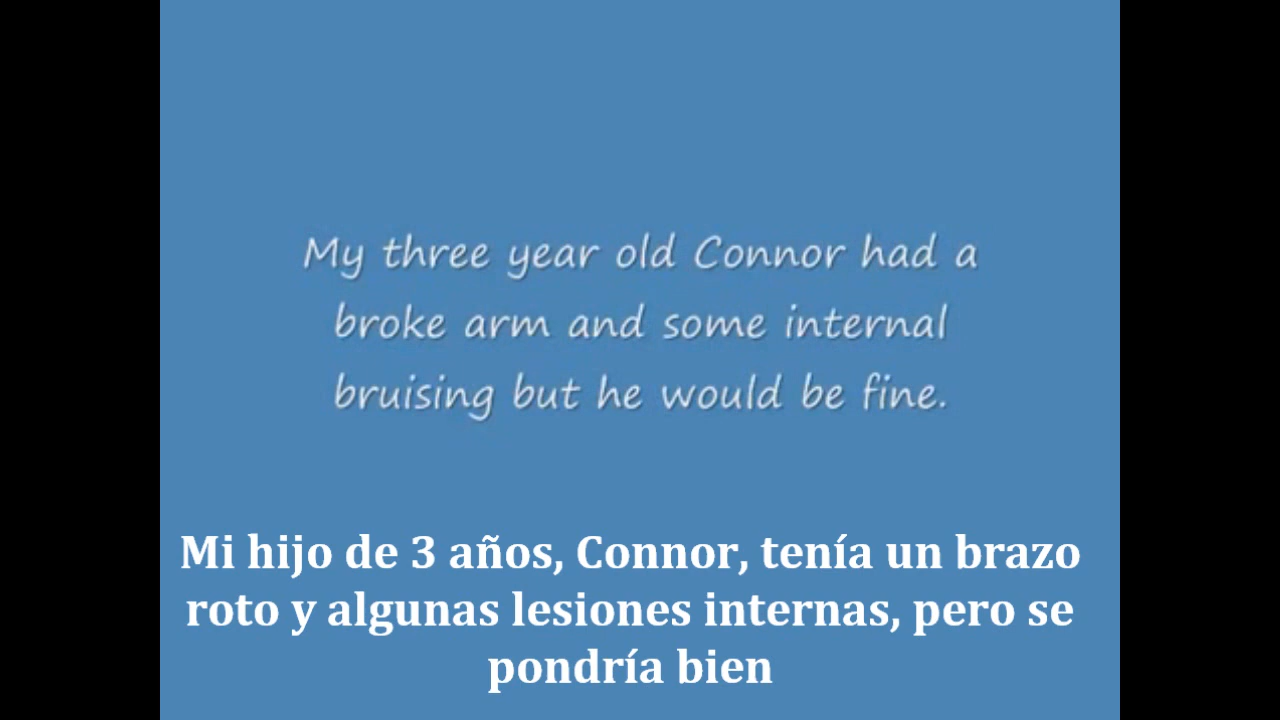 My three year old Connor had a
broke arm and some internal
bruising but he would be fine.
Mi hijo de 3 años, Connor, tenía un brazo
roto y algunas lesiones internas, pero se
pondría bien